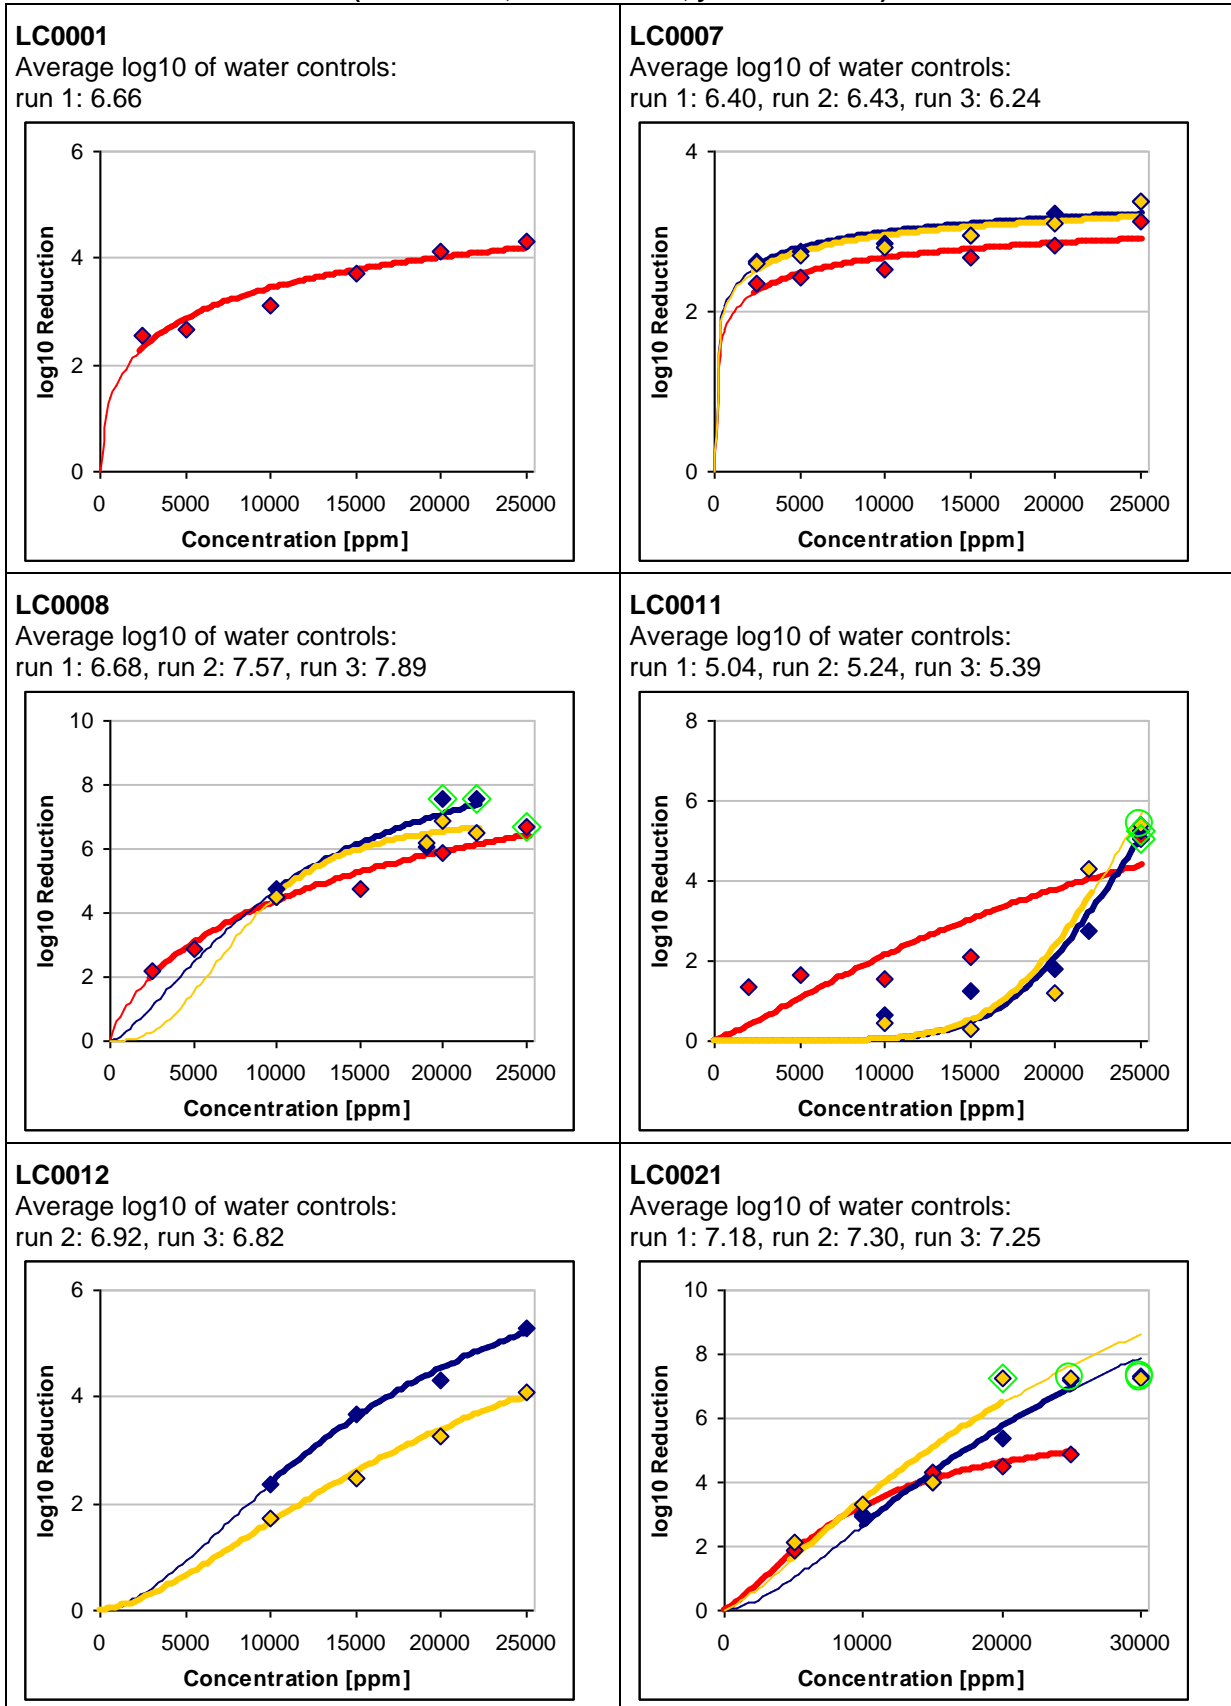 LC0001
Average log10 of water controls:
run 1: 6.66
6
4
2
0
log10 Reduction
0 5000 10000 15000 20000 25000
Concentration [ppm]
LC0007
Average log10 of water controls:
run 1: 6.40, run 2: 6.43, run 3: 6.24
4
2
0
log10 Reduction
0 5000 10000 15000 20000 25000
Concentration [ppm]
LC0008
Average log10 of water controls:
run 1: 6.68, run 2: 7.57, run 3: 7.89
10
8
6
4
2
0
log10 Reduction
0 5000 10000 15000 20000 25000
Concentration [ppm]
LC0011
Average log10 of water controls:
run 1: 5.04, run 2: 5.24, run 3: 5.39
8
6
4
2
0
log10 Reduction
0 5000 10000 15000 20000 25000
Concentration [ppm]
LC0012
Average log10 of water controls:
run 2: 6.92, run 3: 6.82
6
4
2
0
log10 Reduction
0 5000 10000 15000 20000 25000
Concentration [ppm]
LC0021
Average log10 of water controls:
run 1: 7.18, run 2: 7.30, run 3: 7.25
10
8
6
4
2
0
log10 Reduction
0 10000 20000 30000
Concentration [ppm]